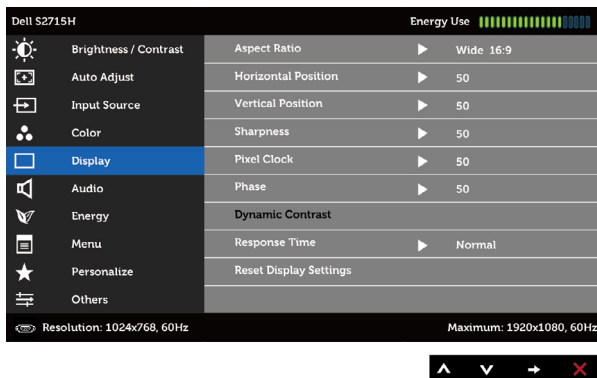 Dell S2715H Energy Use
Brightness / Contrast Aspect Ratio Wide 16:9
Auto Adjust Horizontal Position 50
Input Source Vertical Position 50
Color Sharpness 50
Display Pixel Clock 50
Audio Phase 50
Energy Dynamic Contrast
Menu Response Time Normal
Personalize Reset Display Settings
Others
Resolution: 1024x768, 60Hz Maximum: 1920x1080, 60Hz